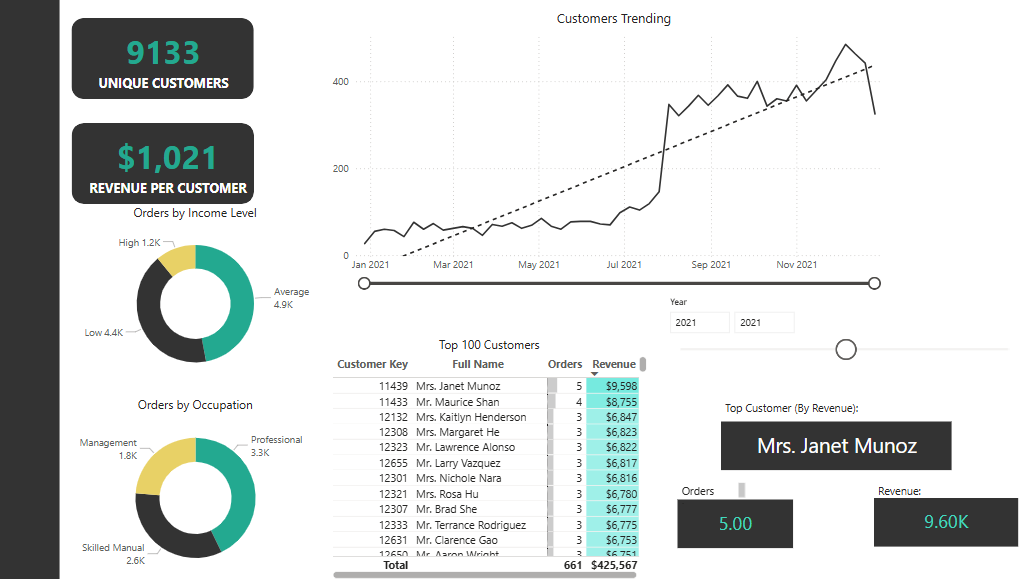 9133
UNIQUE CUSTOMERS
$1,021
REVENUE PER CUSTOMER
Orders by Income Level
High 1.2K
Average
4.9K
Low 4.4K
Orders by Occupation
Management
1.8K
Professional
3.3K
Skilled Manual
2.6K
Customers Trending
400
200
0
Jan 2021 Mar 2021 May 2021 Jul 2021 Sep 2021 Nov 2021
Year
2021 2021
Top 100 Customers
Customer Key Full Name Orders Revenue
11439 Mrs. Janet Munoz 5 $9,598
11433 Mr. Maurice Shan 4 $8,755
12132 Mrs. Kaitlyn Henderson 3 $6,847
12308 Mrs. Margaret He 3 $6,823
12323 Mr. Lawrence Alonso 3 $6,822
12655 Mr. Larry Vazquez 3 $6,817
12301 Mrs. Nichole Nara 3 $6,816
12321 Mrs. Rosa Hu 3 $6,780
12307 Mr. Brad She 3 $6,777
12333 Mr. Terrance Rodriguez 3 $6,775
12631 Mr. Clarence Gao 3 $6,753
12650 Mr. Aaron Wright 3 $6,751
Total 661 $425,567
Top Customer (By Revenue):
Mrs. Janet Munoz
Orders
5.00
Revenue:
9.60K